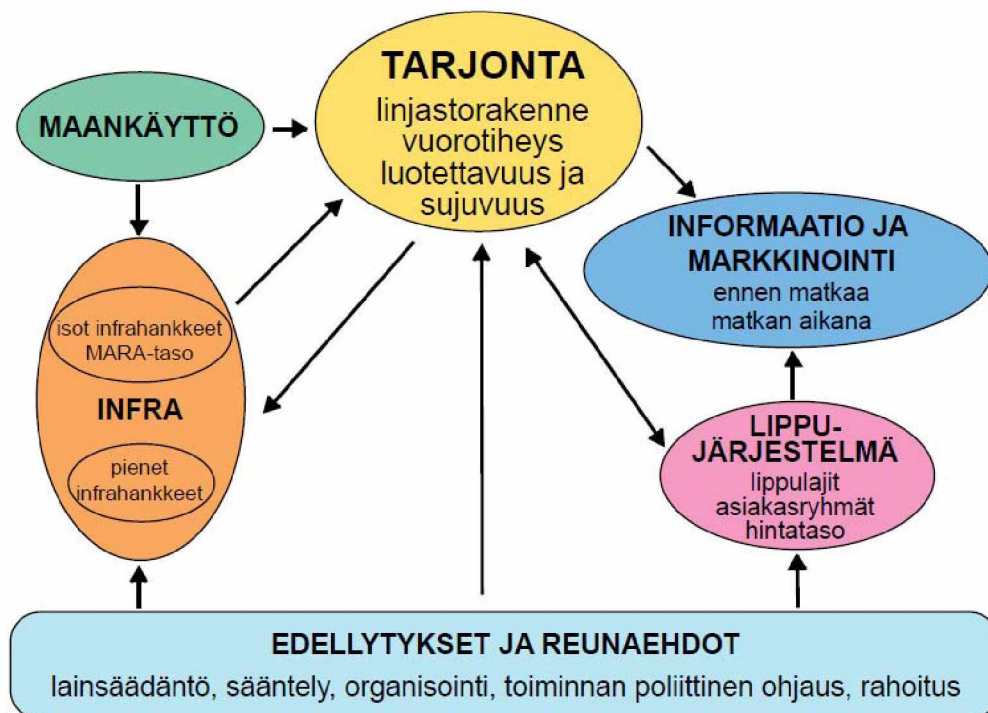 TARJONTA
linjastorakenne
vuorotiheys
luotettavuus ja
sujuvuus
MAANKÄYTTÖ
INFORMAATIO JA
MARKKINOINTI
ennen matkaa
matkan aikana
isot infrahankkeet
MARA-taso
INFRA
pienet
infrahankkeet
LIPPU-
JÄRJESTELMÄ
lippulajit
asiakasryhmät
hintataso
EDELLYTYKSET JA REUNAEHDOT
lainsäädäntö, sääntely, organisointi, toiminnan poliittinen ohjaus, rahoitus